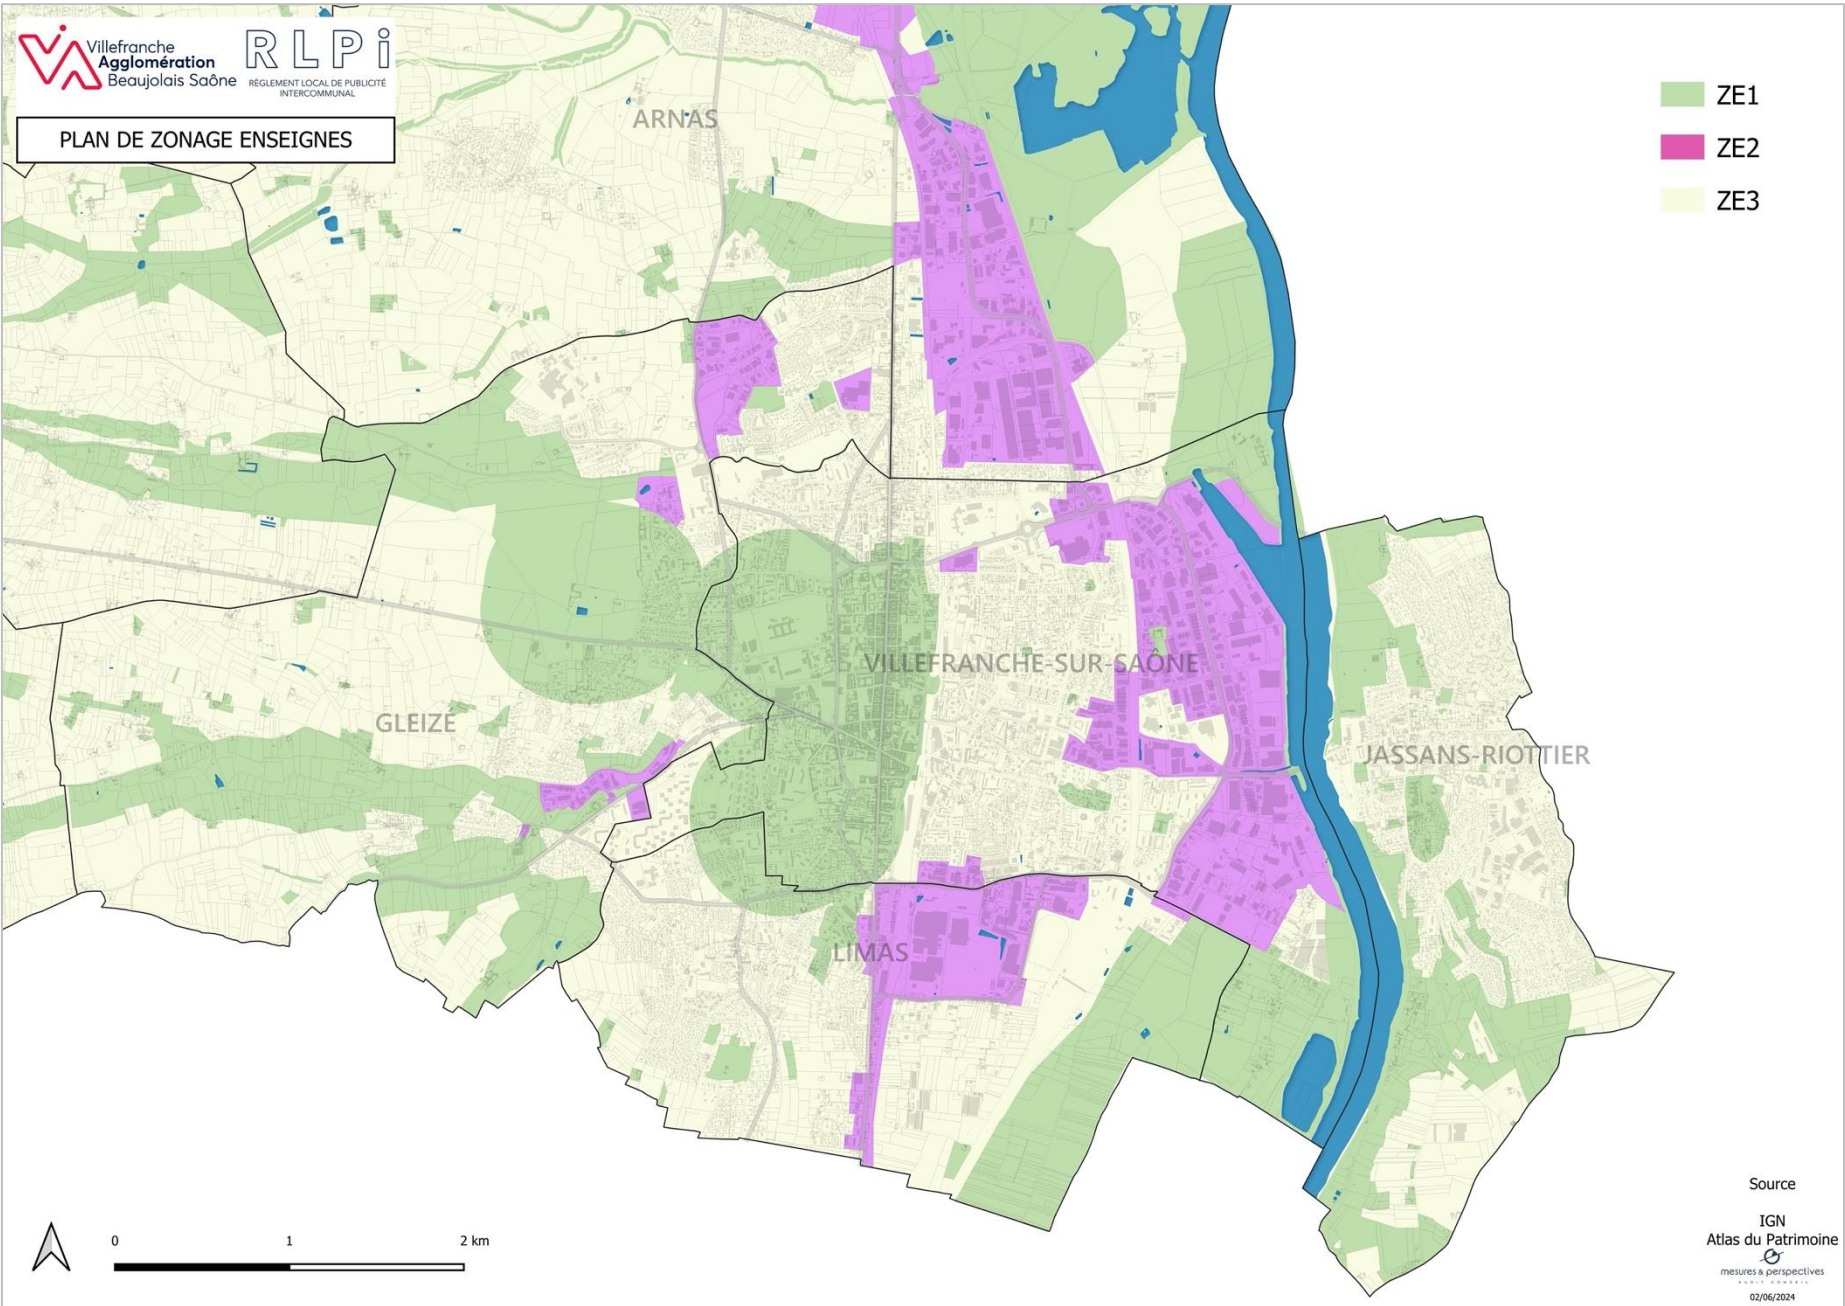 Villefranche
Agglomération
Beaujolais Saône
RLPi
RÈGLEMENT LOCAL DE PUBLICITÉ
INTERCOMMUNAL
PLAN DE ZONAGE ENSEIGNES
ZE1
ZE2
ZE3
ARNAS
VILLEFRANCHE-SUR-SAÔNE
GLEIZE
JASSANS-RIOTTIER
LIMAS
0 1 2 km
Source
IGN
Atlas du Patrimoine
mesures & perspectives
AUDIT CONSEIL
02/06/2024